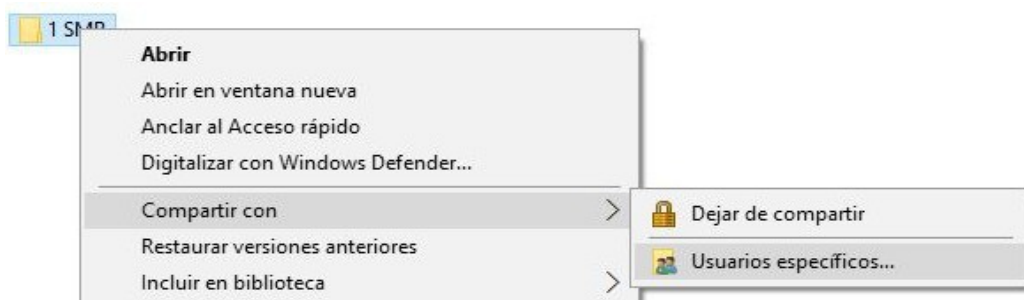 1 SMB
Abrir
Abrir en ventana nueva
Anclar al Acceso rápido
Digitalizar con Windows Defender...
Compartir con
Dejar de compartir
Restaurar versiones anteriores
Usuarios específicos...
Incluir en biblioteca